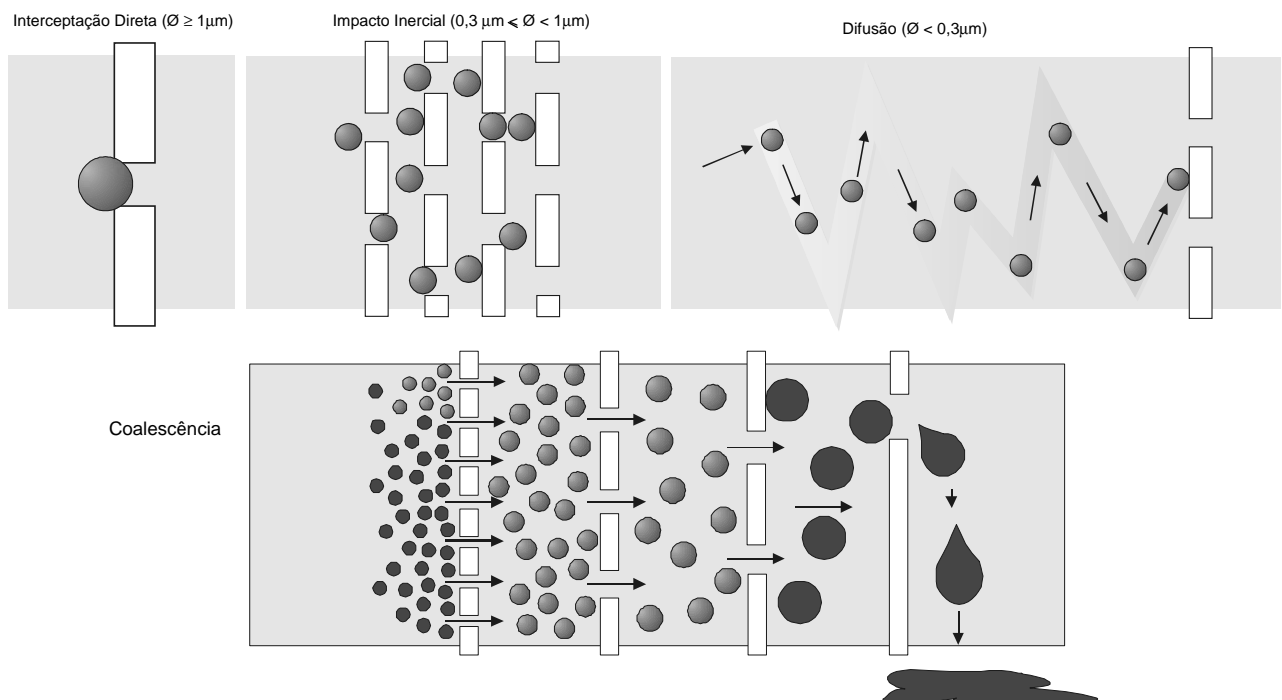 Interceptação Direta (Ø ≥ 1µm)
Impacto Inercial (0,3 µm ⩽ Ø < 1µm)
Difusão (Ø < 0,3µm)
Coalescência